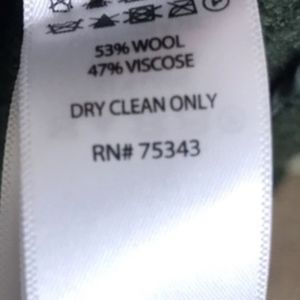 53% WOOL
47% VISCOSE
DRY CLEAN ONLY
RN# 75343